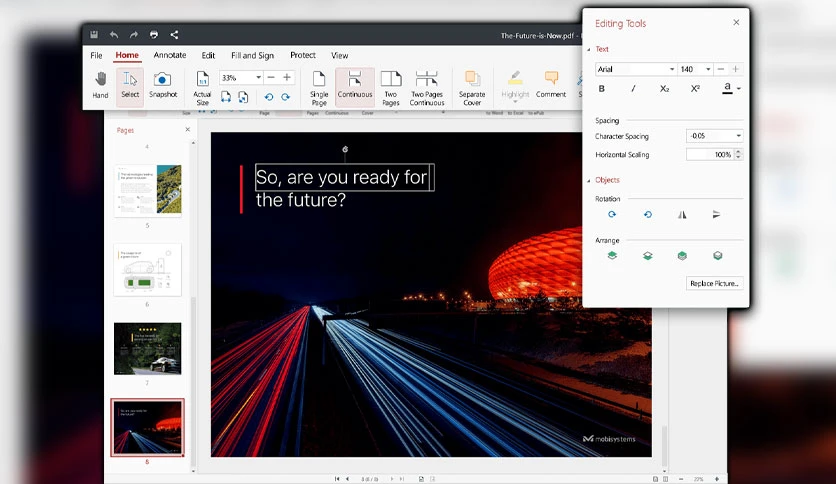 The-Future-is-Now.pdf -
File Home Annotate Edit Fill and Sign Protect View
33%
Hand Select Snapshot Actual Size Single Page Continuous Two Pages Two Pages Continuous Separate Cover Highlight Comment
Editing Tools
Text
Arial 140
B I X₂ X² a
Spacing
Character Spacing -0.05
Horizontal Scaling 100%
Objects
Rotation
Arrange
Replace Picture...
Pages
4
5
6
7
8
So, are you ready for
the future?
mobisystems